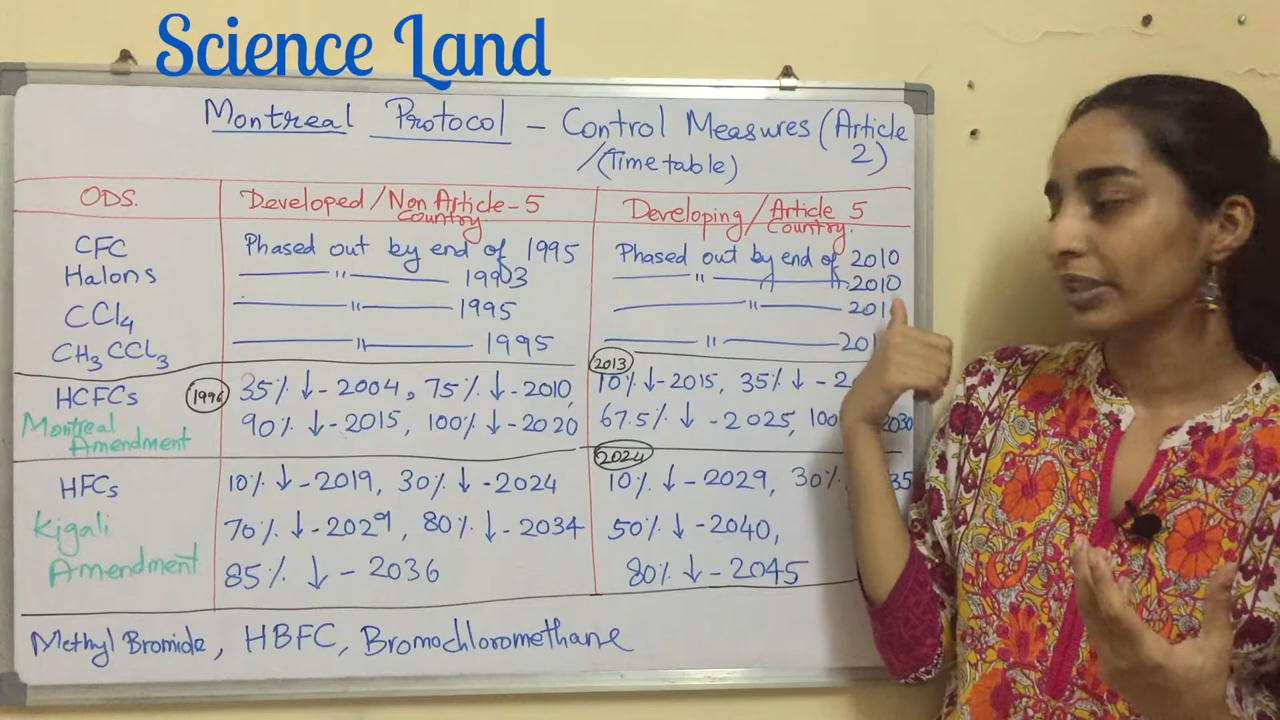 Science Land
Montreal Protocol – Control Measures (Article 2)
/(Time table)
ODS. Developed/Non Article-5 Country Developing/Article 5 Country.
CFC Phased out by end of 1995 Phased out by end of 2010
Halons —— " —— 1993 —— " —— 2010
CCl4 —— " —— 1995 —— " ——
CH3CCl3 —— " —— 1995 —— " ——
HCFCs 1996 35% ↓ - 2004, 75% ↓ - 2010, 2013 10% ↓ - 2015, 35% ↓ -
Montreal Amendment 90% ↓ - 2015, 100% ↓ - 2020 67.5% ↓ - 2025, 100 2030
HFCs 10% ↓ - 2019, 30% ↓ - 2024 2024 10% ↓ - 2029, 30% 35
Kigali 70% ↓ - 2029, 80% ↓ - 2034 50% ↓ - 2040,
Amendment 85% ↓ - 2036 80% ↓ - 2045
Methyl Bromide, HBFC, Bromochloromethane